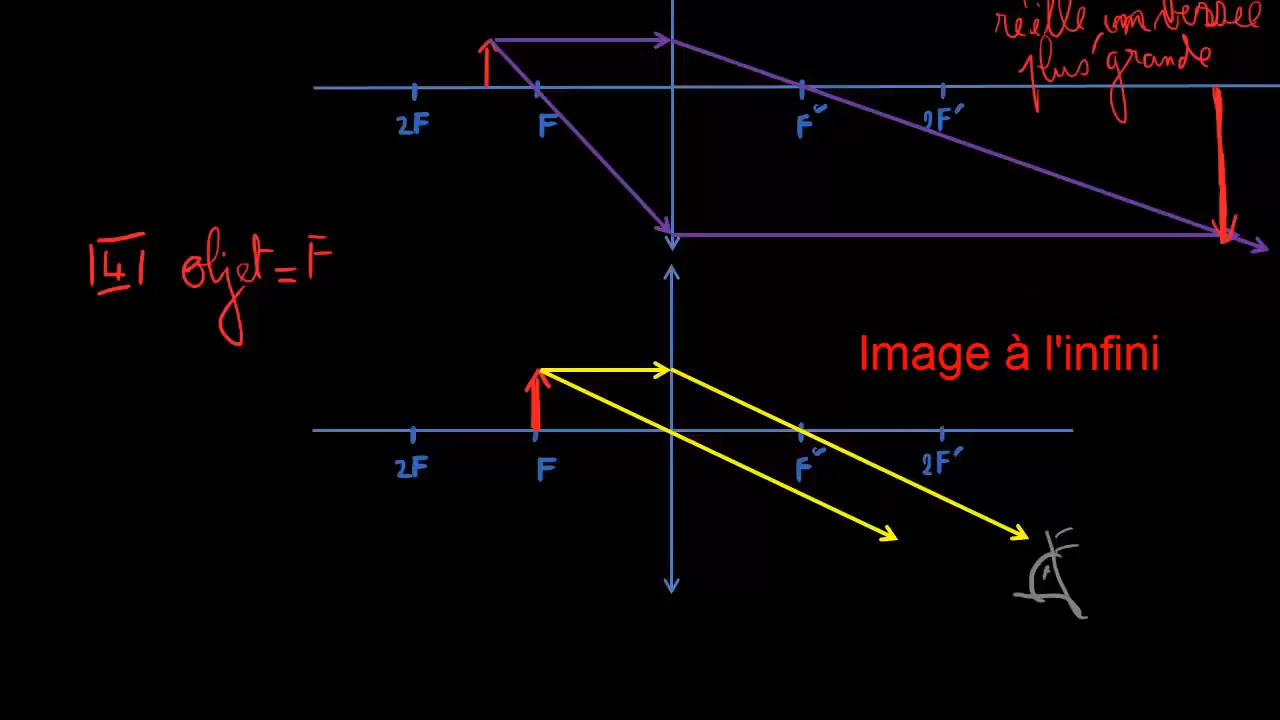 réelle, renversée
plus grande
2F F F' 2F'
4 objet = F
Image à l'infini
2F F F' 2F'